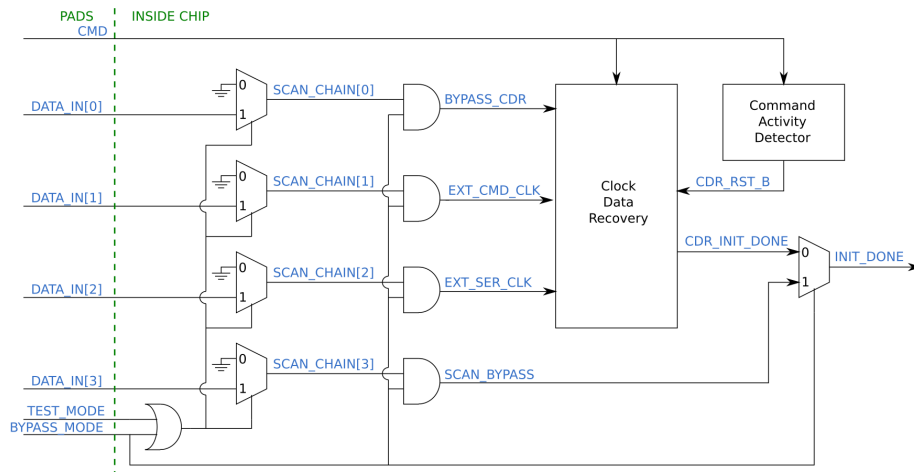 PADS
INSIDE CHIP
CMD
DATA_IN[0]
0
1
SCAN_CHAIN[0]
BYPASS_CDR
Command
Activity
Detector
DATA_IN[1]
0
1
SCAN_CHAIN[1]
EXT_CMD_CLK
Clock
Data
Recovery
CDR_RST_B
DATA_IN[2]
0
1
SCAN_CHAIN[2]
EXT_SER_CLK
CDR_INIT_DONE
0
1
INIT_DONE
DATA_IN[3]
0
1
SCAN_CHAIN[3]
SCAN_BYPASS
TEST_MODE
BYPASS_MODE